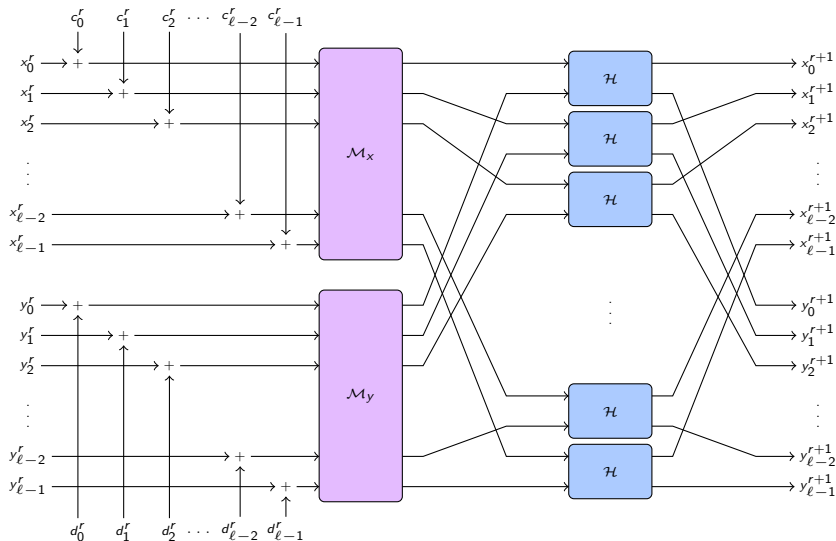 c_0^r c_1^r c_2^r ... c_{ℓ−2}^r c_{ℓ−1}^r
x_0^r + H x_0^{r+1}
x_1^r + x_1^{r+1}
x_2^r + H x_2^{r+1}
M_x
⋮ H ⋮
x_{ℓ−2}^r + x_{ℓ−2}^{r+1}
x_{ℓ−1}^r + x_{ℓ−1}^{r+1}
y_0^r + ⋮ y_0^{r+1}
y_1^r + y_1^{r+1}
y_2^r + y_2^{r+1}
M_y
⋮ H ⋮
y_{ℓ−2}^r + y_{ℓ−2}^{r+1}
y_{ℓ−1}^r + H y_{ℓ−1}^{r+1}
d_0^r d_1^r d_2^r ... d_{ℓ−2}^r d_{ℓ−1}^r